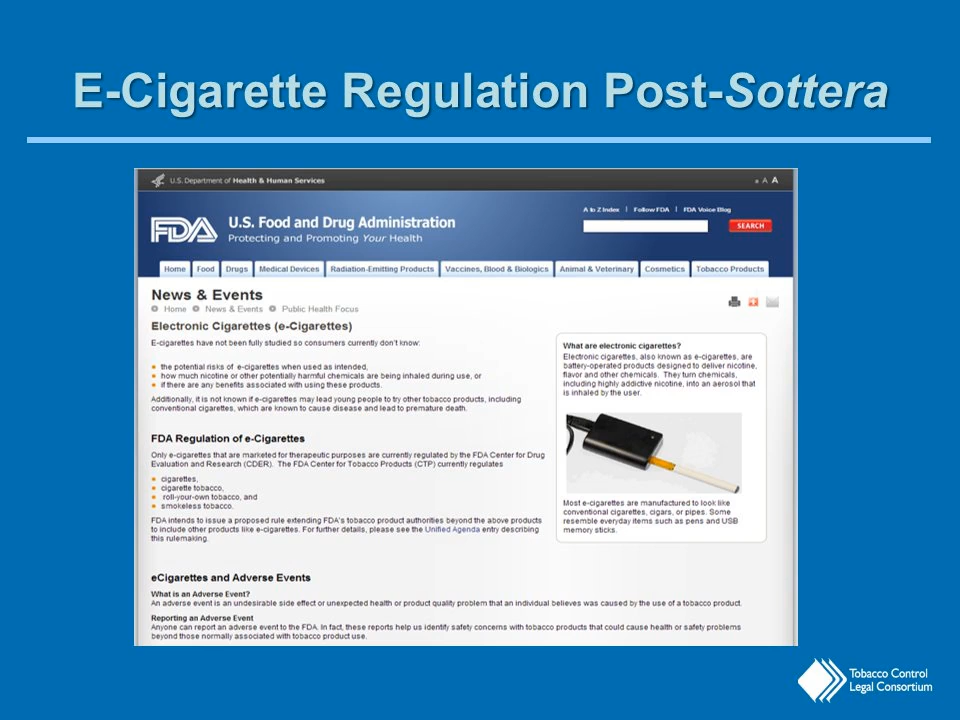 E-Cigarette Regulation Post-Sottera
U.S. Department of Health & Human Services
a A A
A to Z Index | Follow FDA | FDA Voice Blog
FDA
U.S. Food and Drug Administration
Protecting and Promoting Your Health
SEARCH
Home Food Drugs Medical Devices Radiation-Emitting Products Vaccines, Blood & Biologics Animal & Veterinary Cosmetics Tobacco Products
News & Events
Home News & Events Public Health Focus
Electronic Cigarettes (e-Cigarettes)
E-cigarettes have not been fully studied so consumers currently don't know:
the potential risks of e-cigarettes when used as intended,
how much nicotine or other potentially harmful chemicals are being inhaled during use, or
if there are any benefits associated with using these products.
Additionally, it is not known if e-cigarettes may lead young people to try other tobacco products, including
conventional cigarettes, which are known to cause disease and lead to premature death.
FDA Regulation of e-Cigarettes
Only e-cigarettes that are marketed for therapeutic purposes are currently regulated by the FDA Center for Drug
Evaluation and Research (CDER). The FDA Center for Tobacco Products (CTP) currently regulates
cigarettes,
cigarette tobacco,
roll-your-own tobacco, and
smokeless tobacco.
FDA intends to issue a proposed rule extending FDA's tobacco product authorities beyond the above products
to include other products like e-cigarettes. For further details, please see the Unified Agenda entry describing
this rulemaking.
What are electronic cigarettes?
Electronic cigarettes, also known as e-cigarettes, are
battery-operated products designed to deliver nicotine,
flavor and other chemicals. They turn chemicals,
including highly addictive nicotine, into an aerosol that
is inhaled by the user.
Most e-cigarettes are manufactured to look like
conventional cigarettes, cigars, or pipes. Some
resemble everyday items such as pens and USB
memory sticks.
eCigarettes and Adverse Events
What is an Adverse Event?
An adverse event is an undesirable side effect or unexpected health or product quality problem that an individual believes was caused by the use of a tobacco product.
Reporting an Adverse Event
Anyone can report an adverse event to the FDA. In fact, these reports help us identify safety concerns with tobacco products that could cause health or safety problems
beyond those normally associated with tobacco product use.
Tobacco Control
Legal Consortium